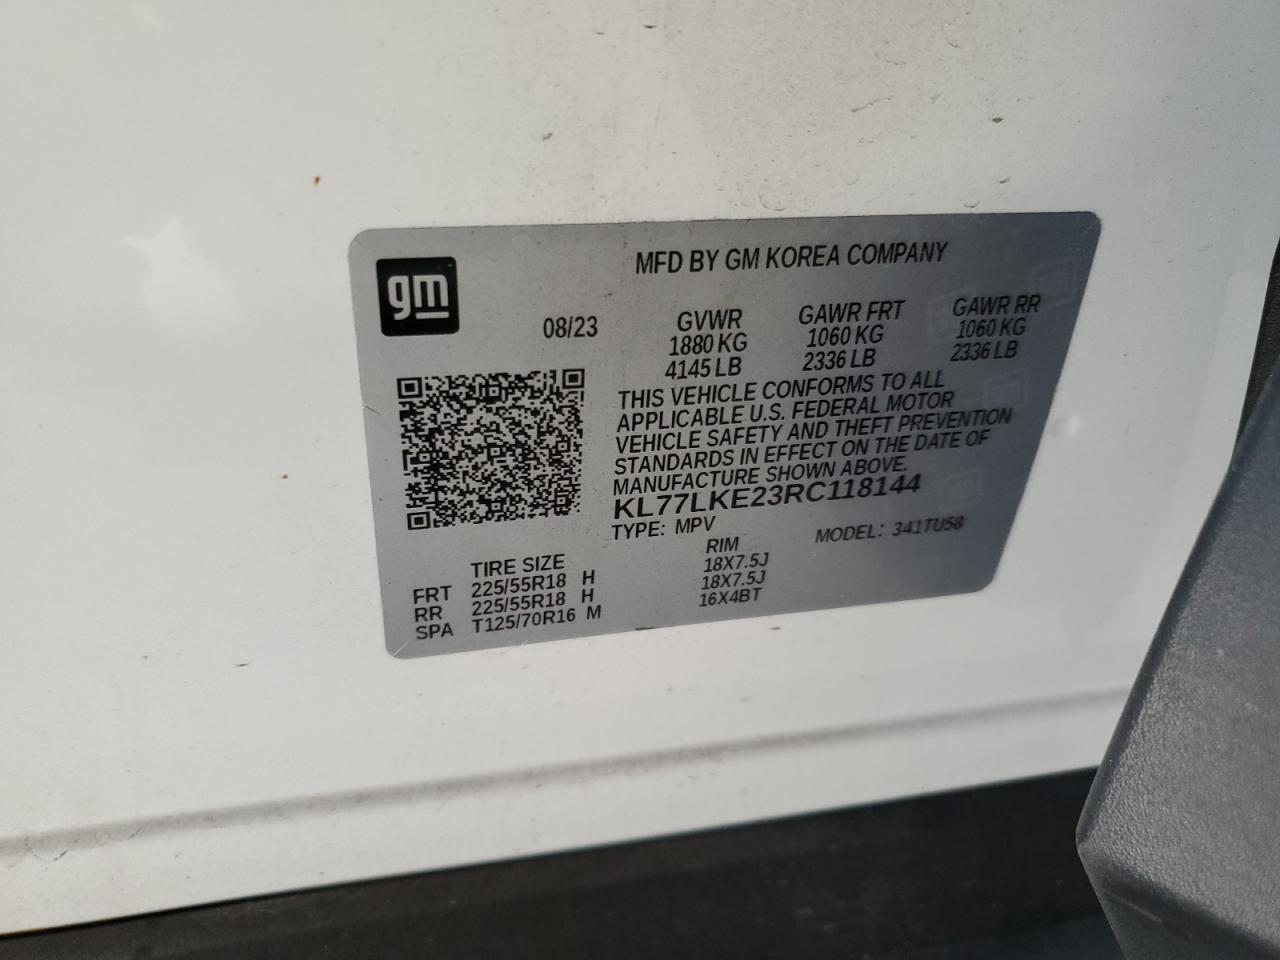 gm
MFD BY GM KOREA COMPANY
08/23
GVWR GAWR FRT GAWR RR
1880 KG 1060 KG 1060 KG
4145 LB 2336 LB 2336 LB
THIS VEHICLE CONFORMS TO ALL
APPLICABLE U.S. FEDERAL MOTOR
VEHICLE SAFETY AND THEFT PREVENTION
STANDARDS IN EFFECT ON THE DATE OF
MANUFACTURE SHOWN ABOVE.
KL77LKE23RC118144
TYPE: MPV MODEL: 341TU58
TIRE SIZE RIM
FRT 225/55R18 H 18X7.5J
RR 225/55R18 H 18X7.5J
SPA T125/70R16 M 16X4BT